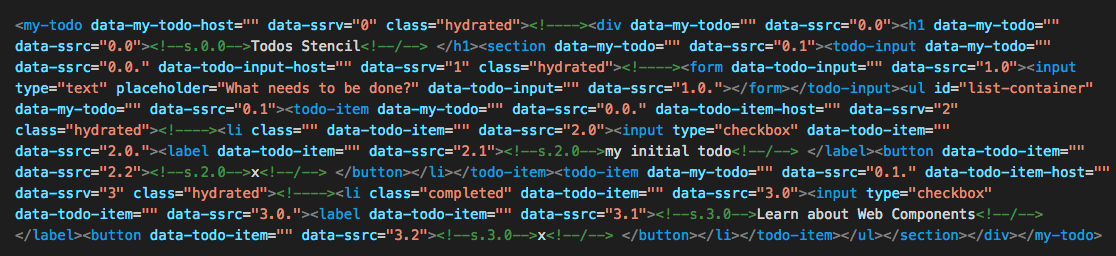 <my-todo data-my-todo-host="" data-ssrv="0" class="hydrated"><!----><div data-my-todo="" data-ssrc="0.0"><h1 data-my-todo=""
data-ssrc="0.0"><!--s.0.0-->Todos Stencil<!--/--> </h1><section data-my-todo="" data-ssrc="0.1"><todo-input data-my-todo=""
data-ssrc="0.0." data-todo-input-host="" data-ssrv="1" class="hydrated"><!----><form data-todo-input="" data-ssrc="1.0"><input
type="text" placeholder="What needs to be done?" data-todo-input="" data-ssrc="1.0."></form></todo-input><ul id="list-container"
data-my-todo="" data-ssrc="0.1"><todo-item data-my-todo="" data-ssrc="0.0." data-todo-item-host="" data-ssrv="2"
class="hydrated"><!----><li class="" data-todo-item="" data-ssrc="2.0"><input type="checkbox" data-todo-item=""
data-ssrc="2.0."><label data-todo-item="" data-ssrc="2.1"><!--s.2.0-->my initial todo<!--/--> </label><button data-todo-item=""
data-ssrc="2.2"><!--s.2.0-->x<!--/--> </button></li></todo-item><todo-item data-my-todo="" data-ssrc="0.1." data-todo-item-host=""
data-ssrv="3" class="hydrated"><!----><li class="completed" data-todo-item="" data-ssrc="3.0"><input type="checkbox"
data-todo-item="" data-ssrc="3.0."><label data-todo-item="" data-ssrc="3.1"><!--s.3.0-->Learn about Web Components<!--/-->
</label><button data-todo-item="" data-ssrc="3.2"><!--s.3.0-->x<!--/--> </button></li></todo-item></ul></section></div></my-todo>